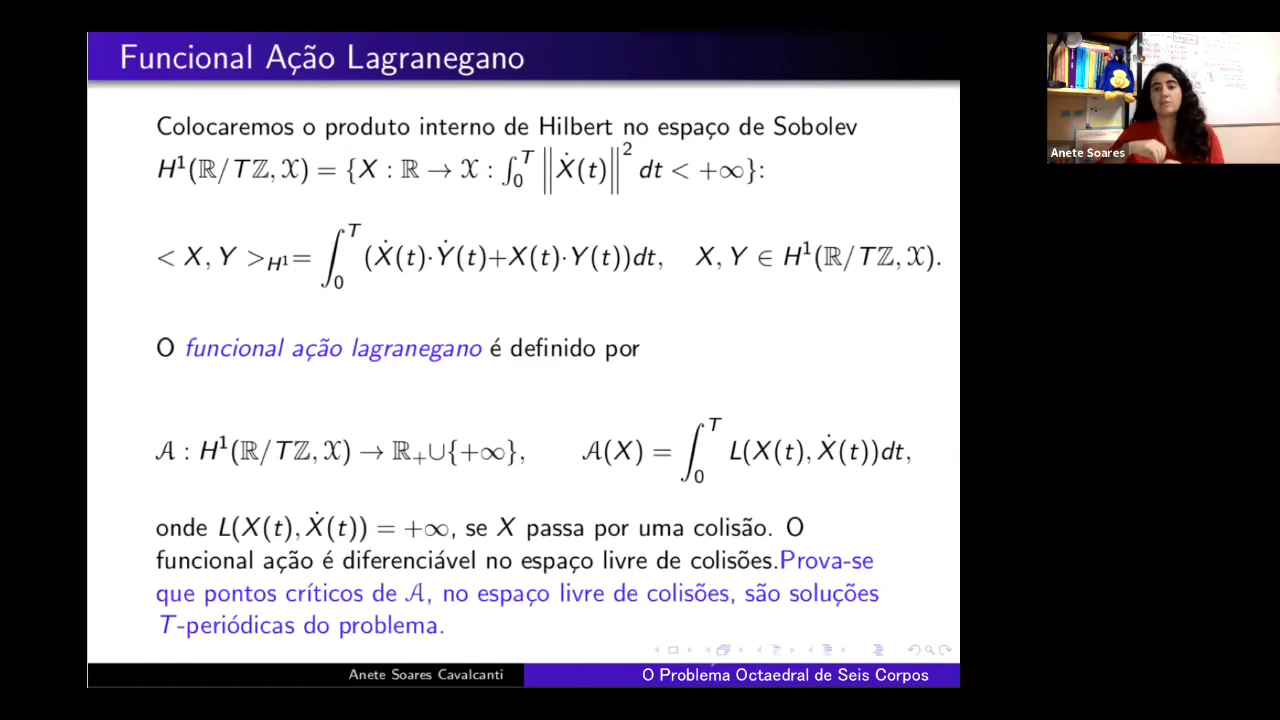 Funcional Ação Lagranegano
Colocaremos o produto interno de Hilbert no espaço de Sobolev
H¹(ℝ/Tℤ, 𝒳) = {X : ℝ → 𝒳 : ∫₀ᵀ ‖Ẋ(t)‖² dt < +∞}:
< X, Y >_H¹= ∫₀ᵀ (Ẋ(t)·Ẏ(t)+X(t)·Y(t))dt, X, Y ∈ H¹(ℝ/Tℤ, 𝒳).
O funcional ação lagranegano é definido por
𝒜 : H¹(ℝ/Tℤ, 𝒳) → ℝ₊∪{+∞}, 𝒜(X) = ∫₀ᵀ L(X(t), Ẋ(t))dt,
onde L(X(t), Ẋ(t)) = +∞, se X passa por uma colisão. O
funcional ação é diferenciável no espaço livre de colisões.Prova-se
que pontos críticos de 𝒜, no espaço livre de colisões, são soluções
T-periódicas do problema.
Anete Soares Cavalcanti
O Problema Octaedral de Seis Corpos
Anete Soares